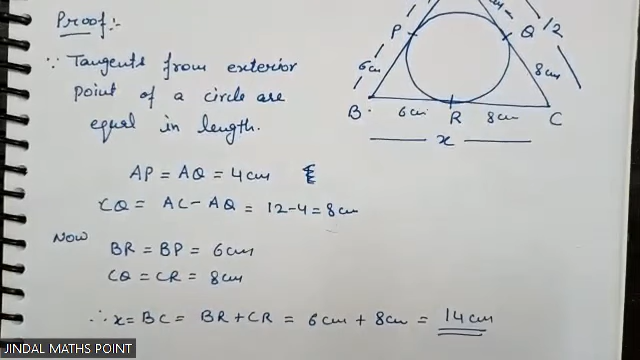 Proof:-
∵ Tangents from exterior
point of a circle are
equal in length.
AP = AQ = 4cm
CQ = AC - AQ = 12-4 = 8cm
Now
BR = BP = 6cm
CQ = CR = 8cm
∴ x = BC = BR + CR = 6cm + 8cm = 14cm
P
Q
12
6cm
8cm
B
6cm
R
8cm
C
x
JINDAL MATHS POINT